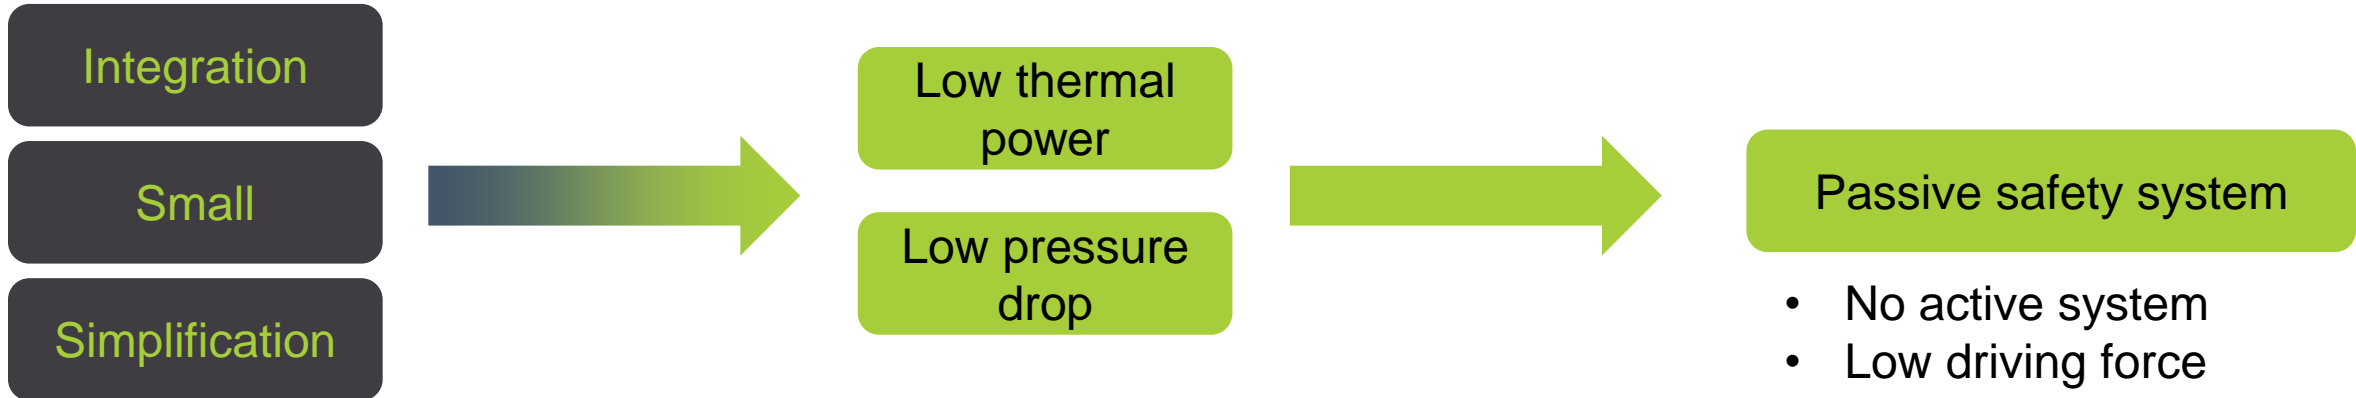 Integration
Small
Simplification
Low thermal
power
Low pressure
drop
Passive safety system
• No active system
• Low driving force